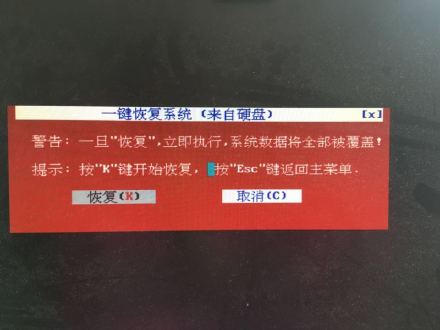 一键恢复系统 (来自硬盘) [x]
警告: 一旦"恢复",立即执行,系统数据将全部被覆盖!
提示: 按"K"键开始恢复, 按"Esc"键返回主菜单.
恢复(K) 取消(C)